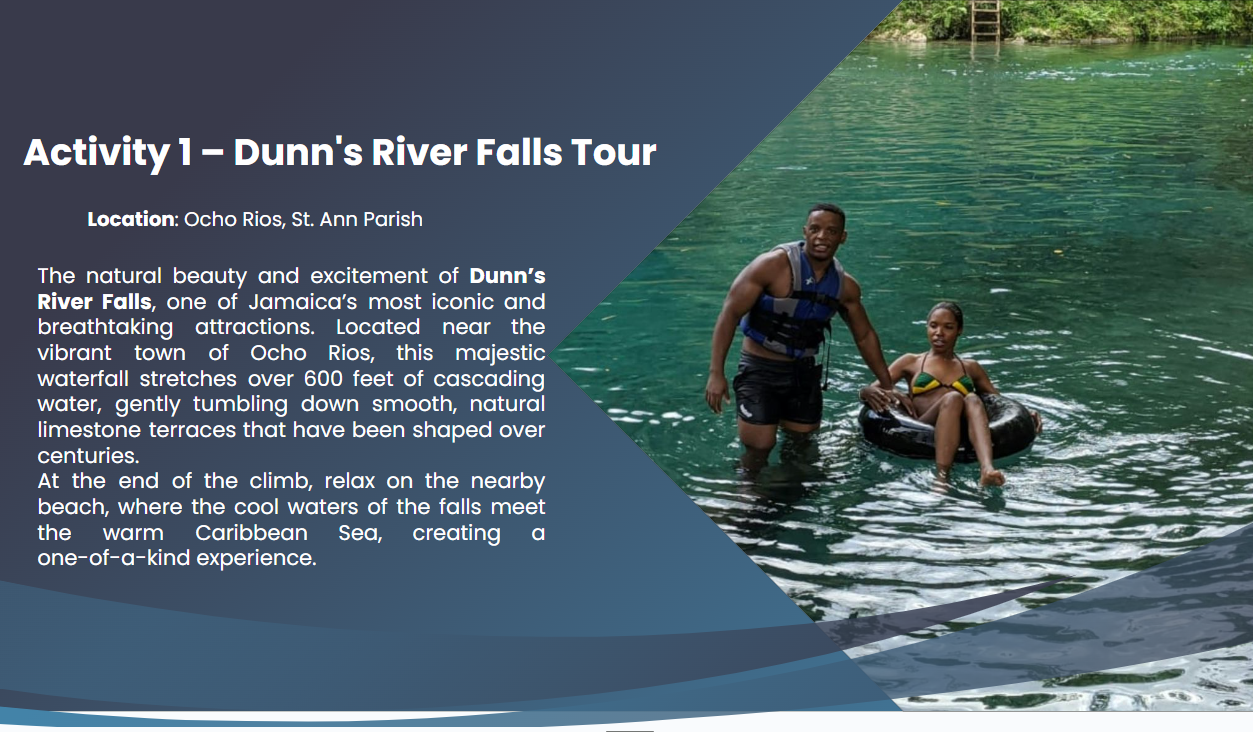 Activity 1 – Dunn's River Falls Tour
Location: Ocho Rios, St. Ann Parish
The natural beauty and excitement of Dunn’s
River Falls, one of Jamaica’s most iconic and
breathtaking attractions. Located near the
vibrant town of Ocho Rios, this majestic
waterfall stretches over 600 feet of cascading
water, gently tumbling down smooth, natural
limestone terraces that have been shaped over
centuries.
At the end of the climb, relax on the nearby
beach, where the cool waters of the falls meet
the warm Caribbean Sea, creating a
one-of-a-kind experience.